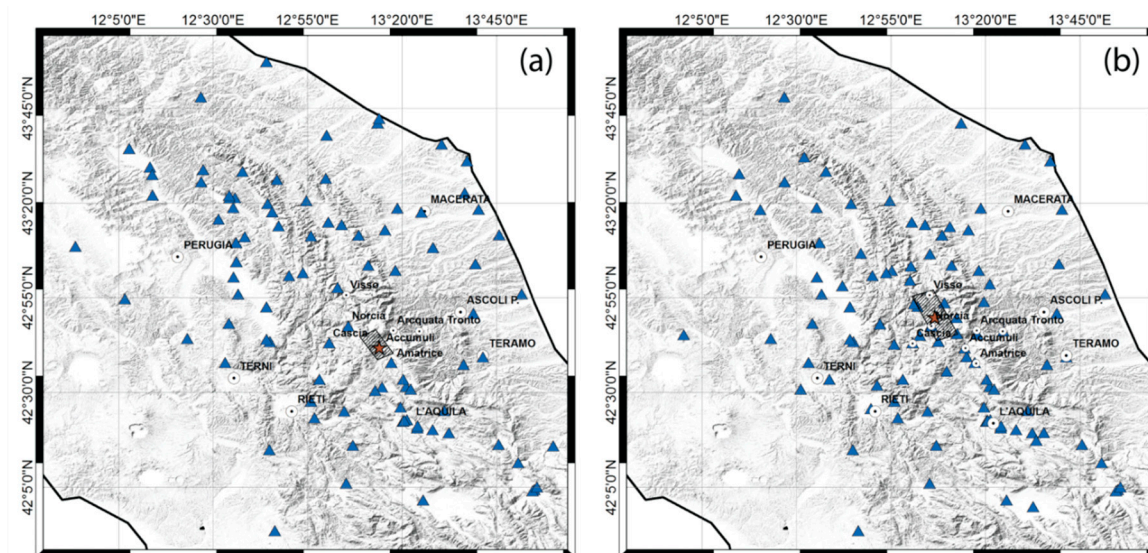 12°5'0"E 12°30'0"E 12°55'0"E 13°20'0"E 13°45'0"E
(a)
43°45'0"N
43°20'0"N
42°55'0"N
42°30'0"N
42°5'0"N
MACERATA
PERUGIA
Visso
ASCOLI P.
Norcia
Arcquata Tronto
Cascia
Accumuli
Amatrice
TERAMO
TERNI
RIETI
L'AQUILA
12°5'0"E 12°30'0"E 12°55'0"E 13°20'0"E 13°45'0"E
(b)
43°45'0"N
43°20'0"N
42°55'0"N
42°30'0"N
42°5'0"N
MACERATA
PERUGIA
Visso
ASCOLI P.
Norcia
Arcquata Tronto
Cascia
Accumuli
Amatrice
TERAMO
TERNI
RIETI
L'AQUILA